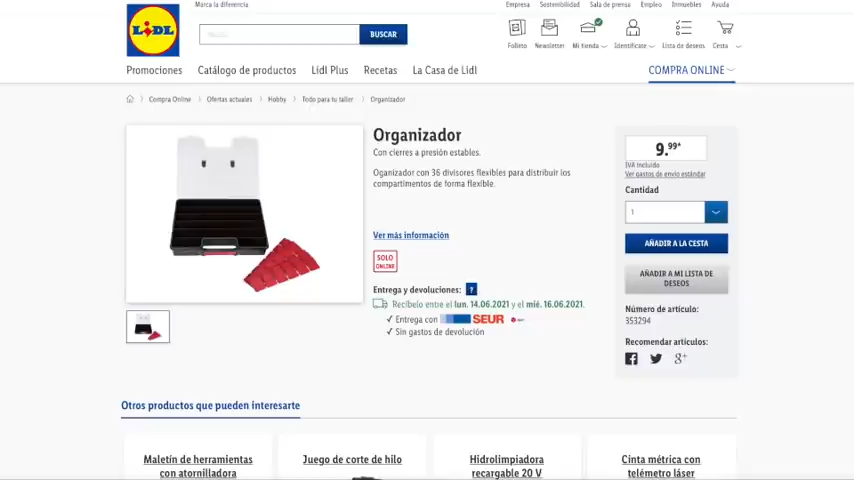 Marca la diferencia
Empresa Sostenibilidad Sala de prensa Empleo Inmuebles Ayuda
LIDL
BUSCAR
Folleto Newsletter Mi tienda Identifícate Lista de deseos Cesta
Promociones Catálogo de productos Lidl Plus Recetas La Casa de Lidl COMPRA ONLINE
Compra Online Ofertas actuales Hobby Todo para tu taller Organizador
Organizador
Con cierres a presión estables.
Oganizador con 36 divisores flexibles para distribuir los
compartimentos de forma flexible.
Ver más información
SOLO
ONLINE
Entrega y devoluciones: ?
Recíbelo entre el lun. 14.06.2021 y el mié. 16.06.2021.
✓ Entrega con SEUR
✓ Sin gastos de devolución
9.99*
IVA incluido
Ver gastos de envío estándar
Cantidad
1
AÑADIR A LA CESTA
AÑADIR A MI LISTA DE
DESEOS
Número de artículo:
353294
Recomendar artículos:
g+
Otros productos que pueden interesarte
Maletín de herramientas
con atornilladora
Juego de corte de hilo
Hidrolimpiadora
recargable 20 V
Cinta métrica con
telémetro láser